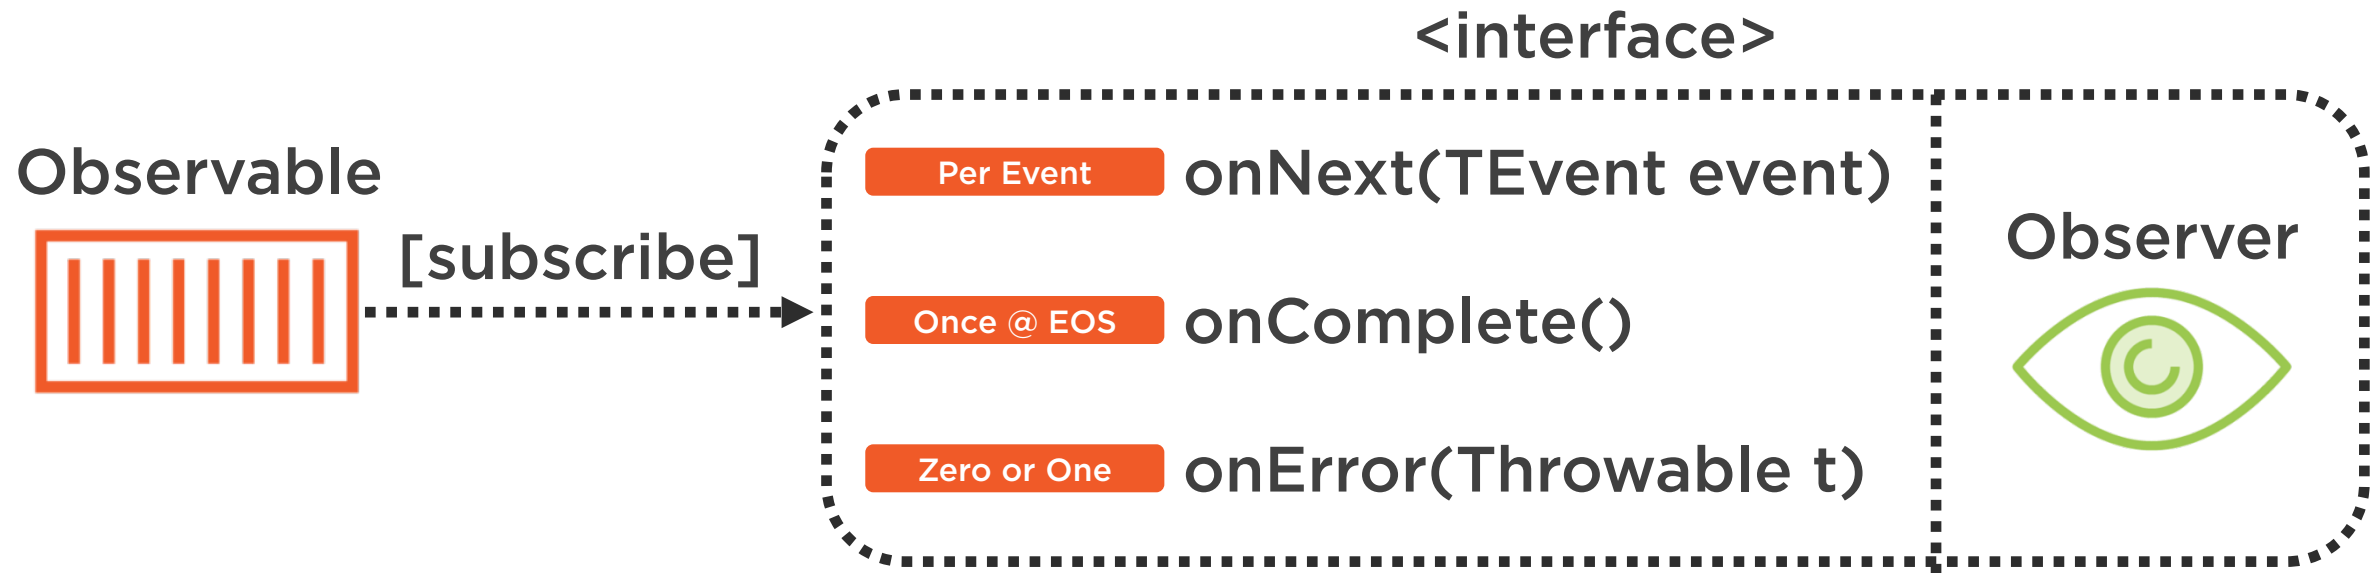 <interface>
Observable
[subscribe]
Per Event onNext(TEvent event)
Once @ EOS onComplete()
Zero or One onError(Throwable t)
Observer